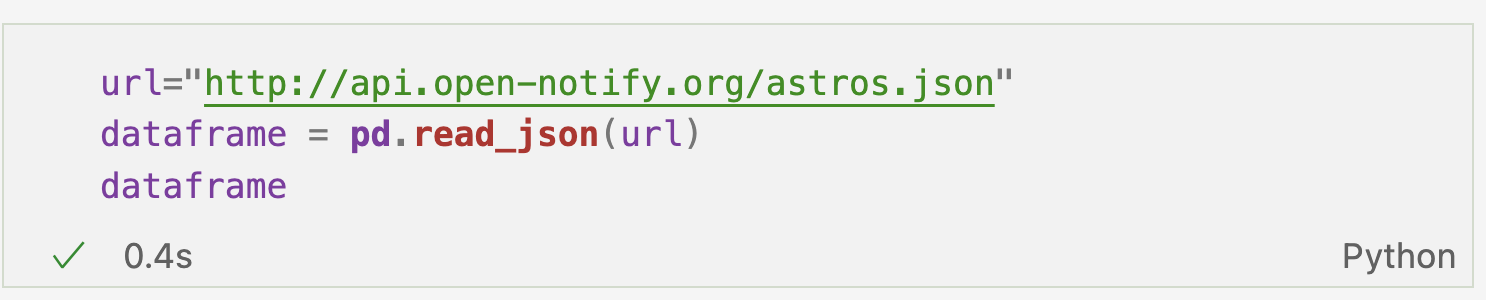 url="http://api.open-notify.org/astros.json"
dataframe = pd.read_json(url)
dataframe
0.4s
Python